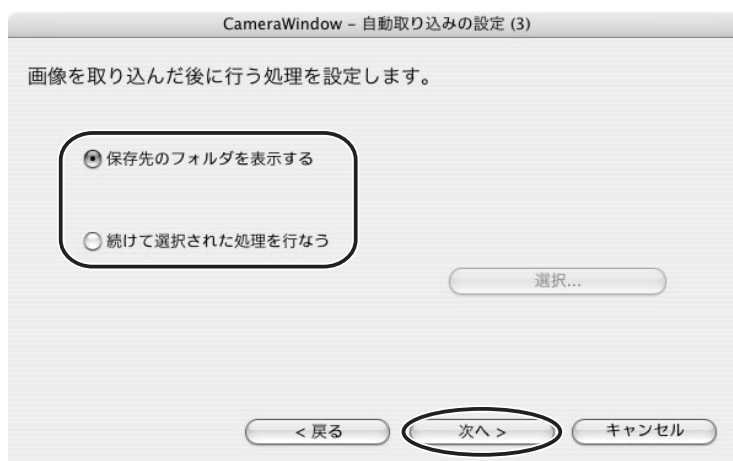 CameraWindow – 自動取り込みの設定 (3)
画像を取り込んだ後に行う処理を設定します。
保存先のフォルダを表示する
続けて選択された処理を行なう
選択...
< 戻る
次へ >
キャンセル